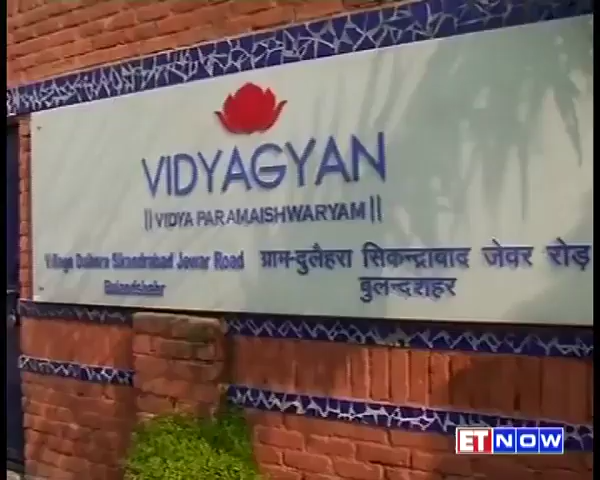 VIDYAGYAN
|| VIDYA PARAMAISHWARYAM ||
Village Dulhera Sikandrabad Jewar Road
Bulandshahr
ग्राम-दुलैहरा सिकन्द्राबाद जेवर रोड़
बुलन्दशहर
ET NOW